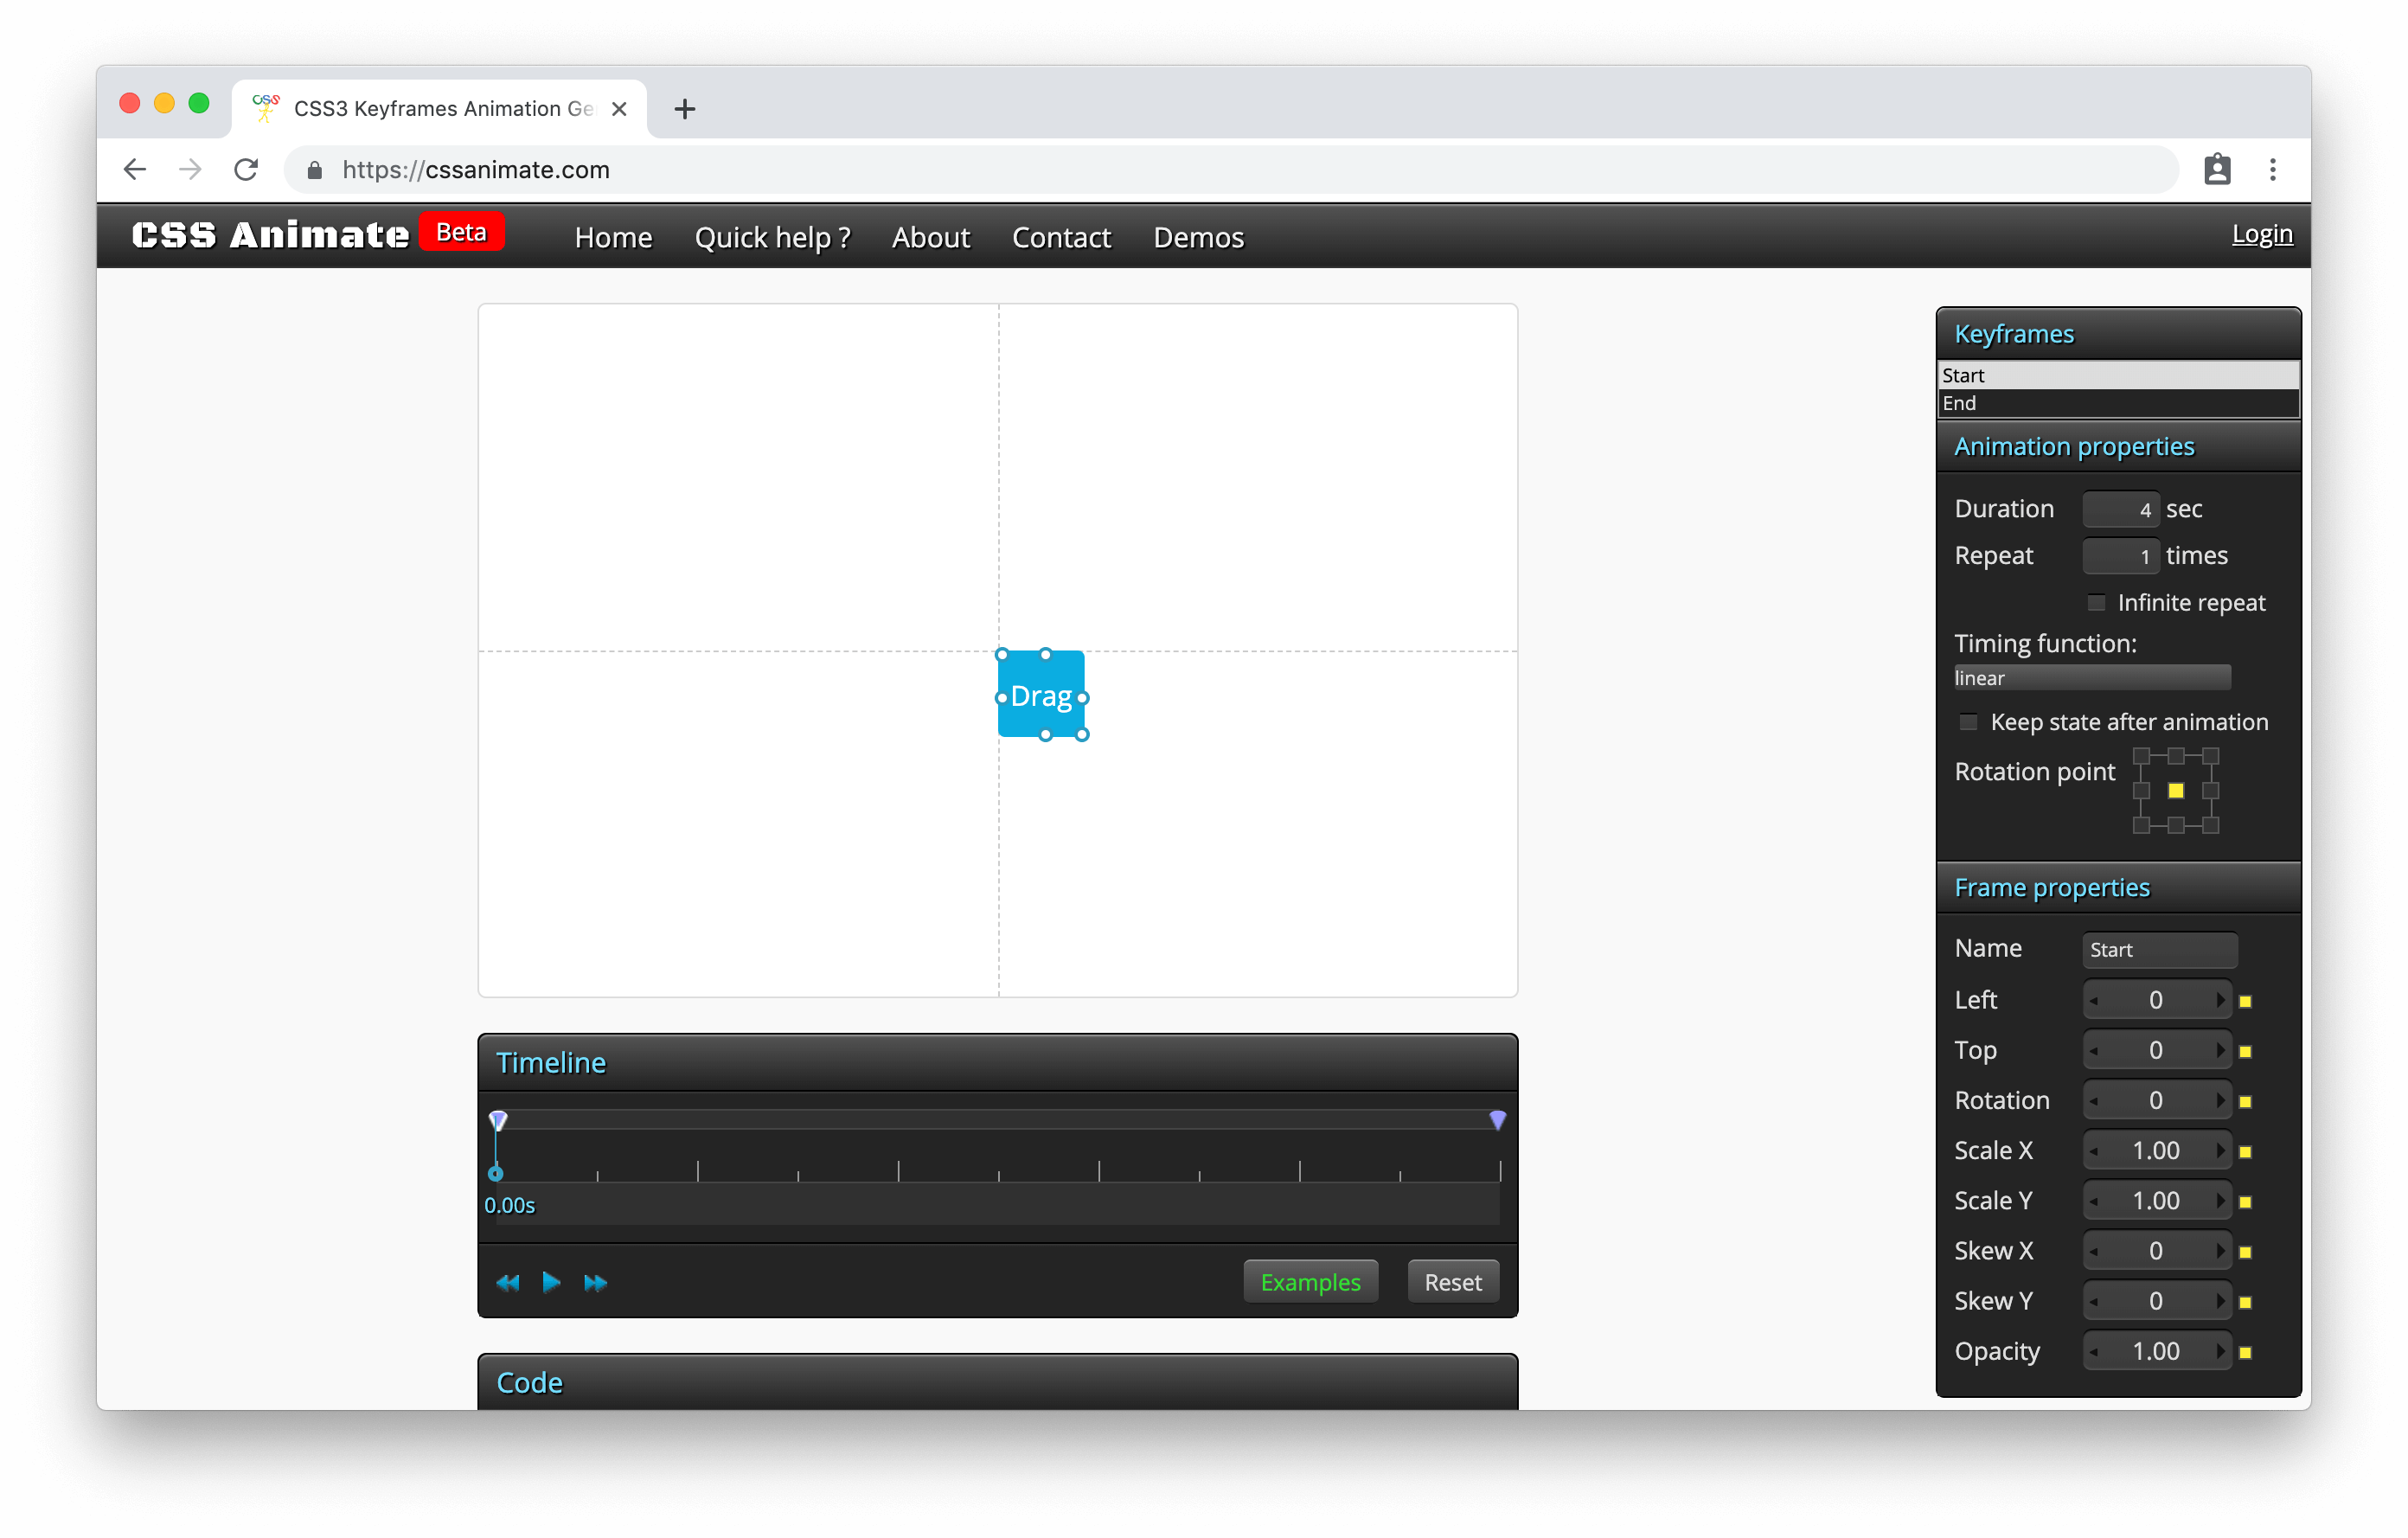 CSS
CSS3 Keyframes Animation Ge
https://cssanimate.com
CSS Animate Beta Home Quick help ? About Contact Demos Login
Drag
Timeline
0.00s
Examples Reset
Code
Keyframes
Start
End
Animation properties
Duration 4 sec
Repeat 1 times
Infinite repeat
Timing function:
linear
Keep state after animation
Rotation point
Frame properties
Name Start
Left 0
Top 0
Rotation 0
Scale X 1.00
Scale Y 1.00
Skew X 0
Skew Y 0
Opacity 1.00